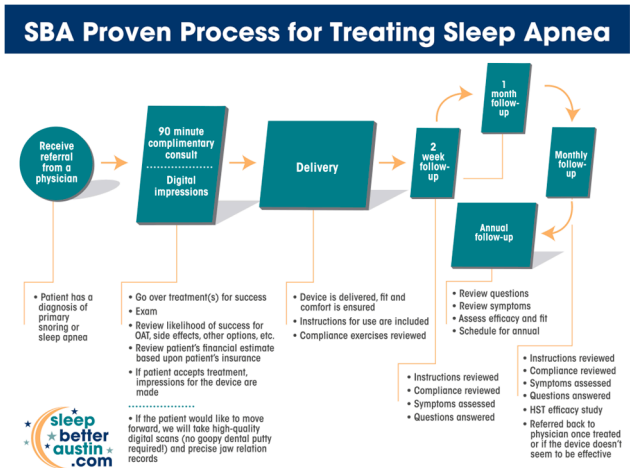 SBA Proven Process for Treating Sleep Apnea
Receive
referral
from a
physician
90 minute
complimentary
consult
Digital
impressions
Delivery
2
week
follow-
up
1
month
follow-
up
Monthly
follow-
up
Annual
follow-up
• Patient has a
diagnosis of
primary
snoring or
sleep apnea
• Go over treatment(s) for success
• Exam
• Review likelihood of success for
OAT, side effects, other options, etc.
• Review patient's financial estimate
based upon patient's insurance
• If patient accepts treatment,
impressions for the device are
made
• If the patient would like to move
forward, we will take high-quality
digital scans (no goopy dental putty
required!) and precise jaw relation
records
• Device is delivered, fit and
comfort is ensured
• Instructions for use are included
• Compliance exercises reviewed
• Instructions reviewed
• Compliance reviewed
• Symptoms assessed
• Questions answered
• Review questions
• Review symptoms
• Assess efficacy and fit
• Schedule for annual
• Instructions reviewed
• Compliance reviewed
• Symptoms assessed
• Questions answered
• HST efficacy study
• Referred back to
physician once treated
or if the device doesn't
seem to be effective
sleep
better
austin
.com